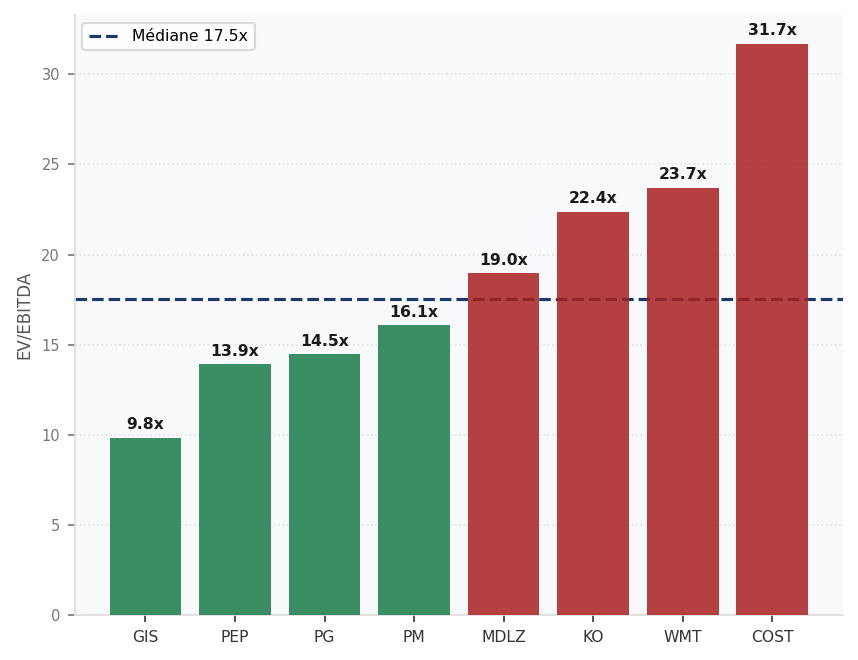 Médiane 17.5x
31.7x
23.7x
22.4x
19.0x
16.1x
14.5x
13.9x
9.8x
EV/EBITDA
30
25
20
15
10
5
0
GIS PEP PG PM MDLZ KO WMT COST